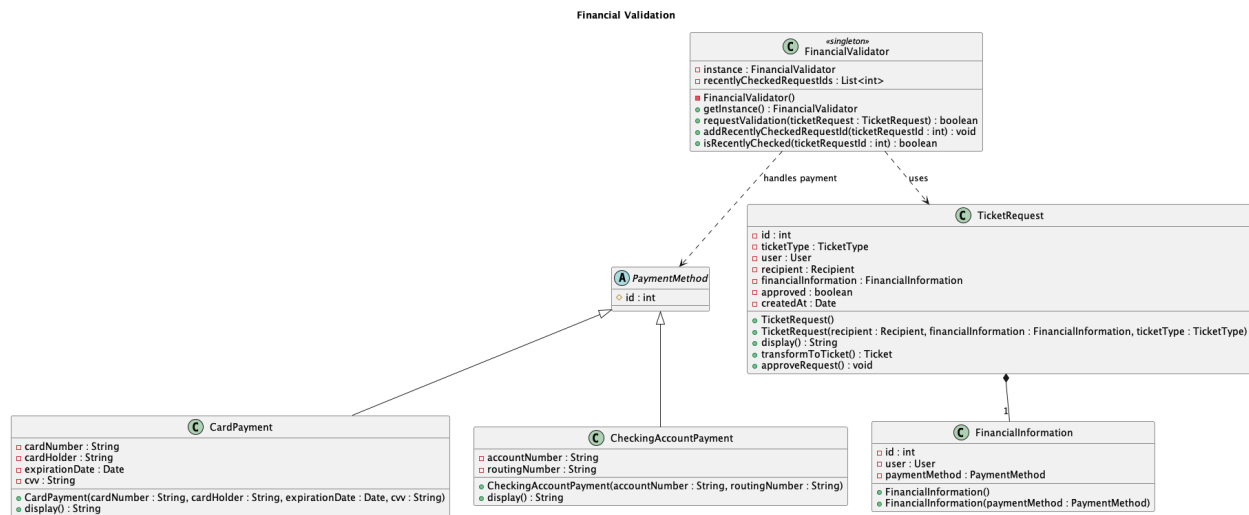 Financial Validation
C
«singleton»
FinancialValidator
instance : FinancialValidator
recentlyCheckedRequestIds : List<int>
FinancialValidator()
getInstance() : FinancialValidator
requestValidation(ticketRequest : TicketRequest) : boolean
addRecentlyCheckedRequestId(ticketRequestId : int) : void
isRecentlyChecked(ticketRequestId : int) : boolean
handles payment
uses
C TicketRequest
id : int
ticketType : TicketType
user : User
recipient : Recipient
financialInformation : FinancialInformation
approved : boolean
createdAt : Date
TicketRequest()
TicketRequest(recipient : Recipient, financialInformation : FinancialInformation, ticketType : TicketType)
display() : String
transformToTicket() : Ticket
approveRequest() : void
A PaymentMethod
id : int
1
C CardPayment
cardNumber : String
cardHolder : String
expirationDate : Date
cvv : String
CardPayment(cardNumber : String, cardHolder : String, expirationDate : Date, cvv : String)
display() : String
C CheckingAccountPayment
accountNumber : String
routingNumber : String
CheckingAccountPayment(accountNumber : String, routingNumber : String)
display() : String
C FinancialInformation
id : int
user : User
paymentMethod : PaymentMethod
FinancialInformation()
FinancialInformation(paymentMethod : PaymentMethod)